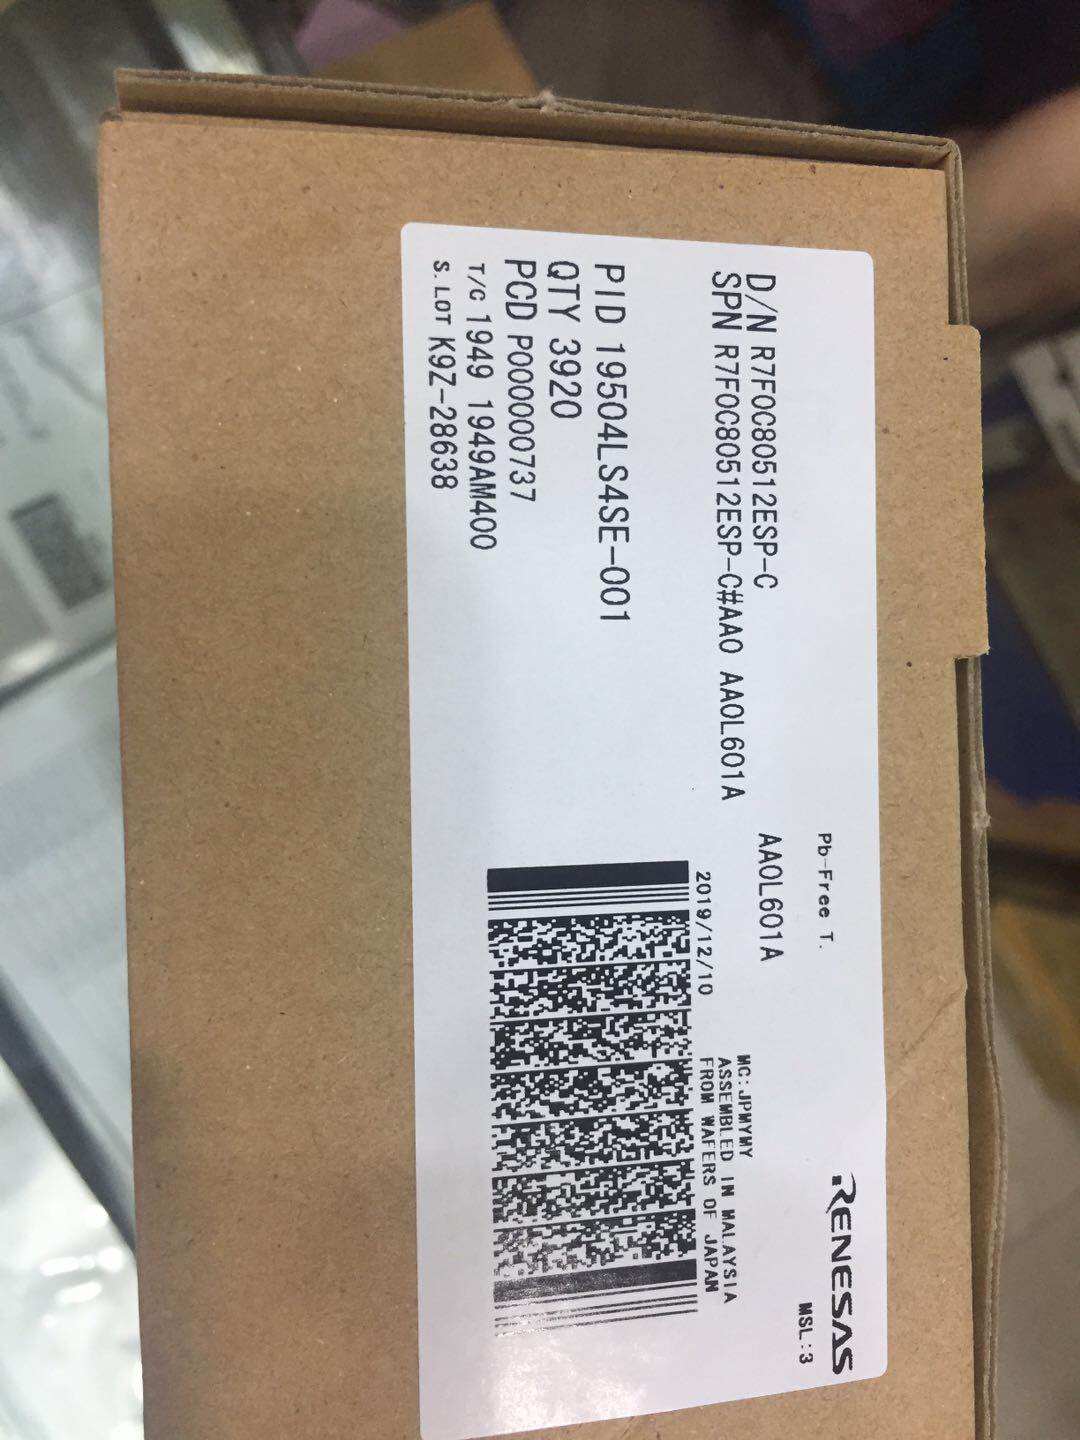 RENESAS
Pb-Free T.
MSL:3
D/N R7F0C80512ESP-C AA0L601A
SPN R7F0C80512ESP-C#AA0 AA0L601A
MC:JPMYMY
ASSEMBLED IN MALAYSIA
2019/12/10 FROM WAFERS OF JAPAN
PID 19504LS4SE-001
QTY 3920
PCD P000000737
T/C 1949 1949AM400
S.LOT K9Z-28638